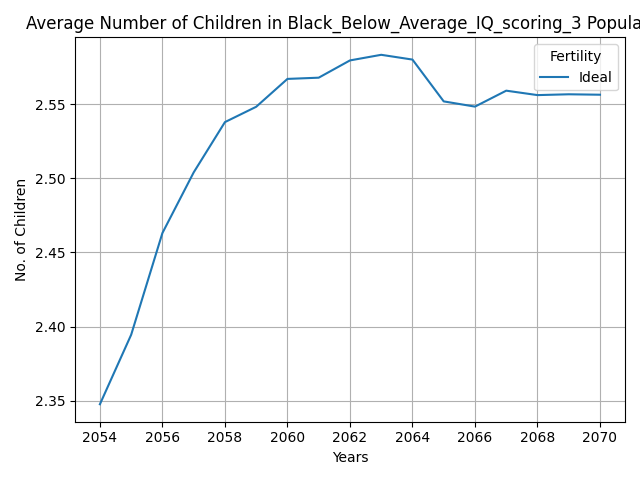 Average Number of Children in Black_Below_Average_IQ_scoring_3 Popula
Fertility
Ideal
2.55
2.50
2.45
2.40
2.35
No. of Children
2054 2056 2058 2060 2062 2064 2066 2068 2070
Years